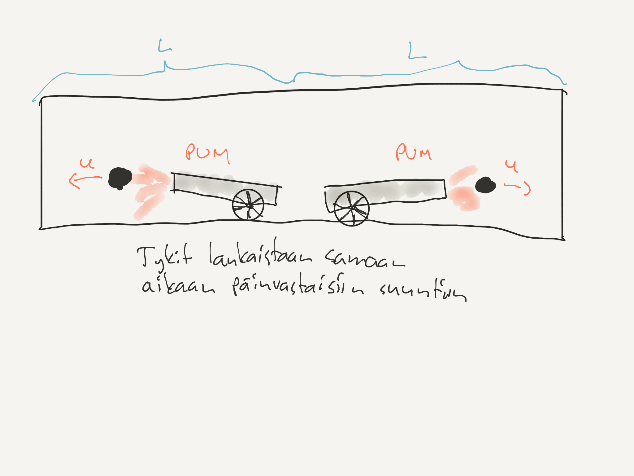 L L
PUM PUM
u u
Tykit laukaistaan samaan
aikaan päinvastaisiin suuntiin